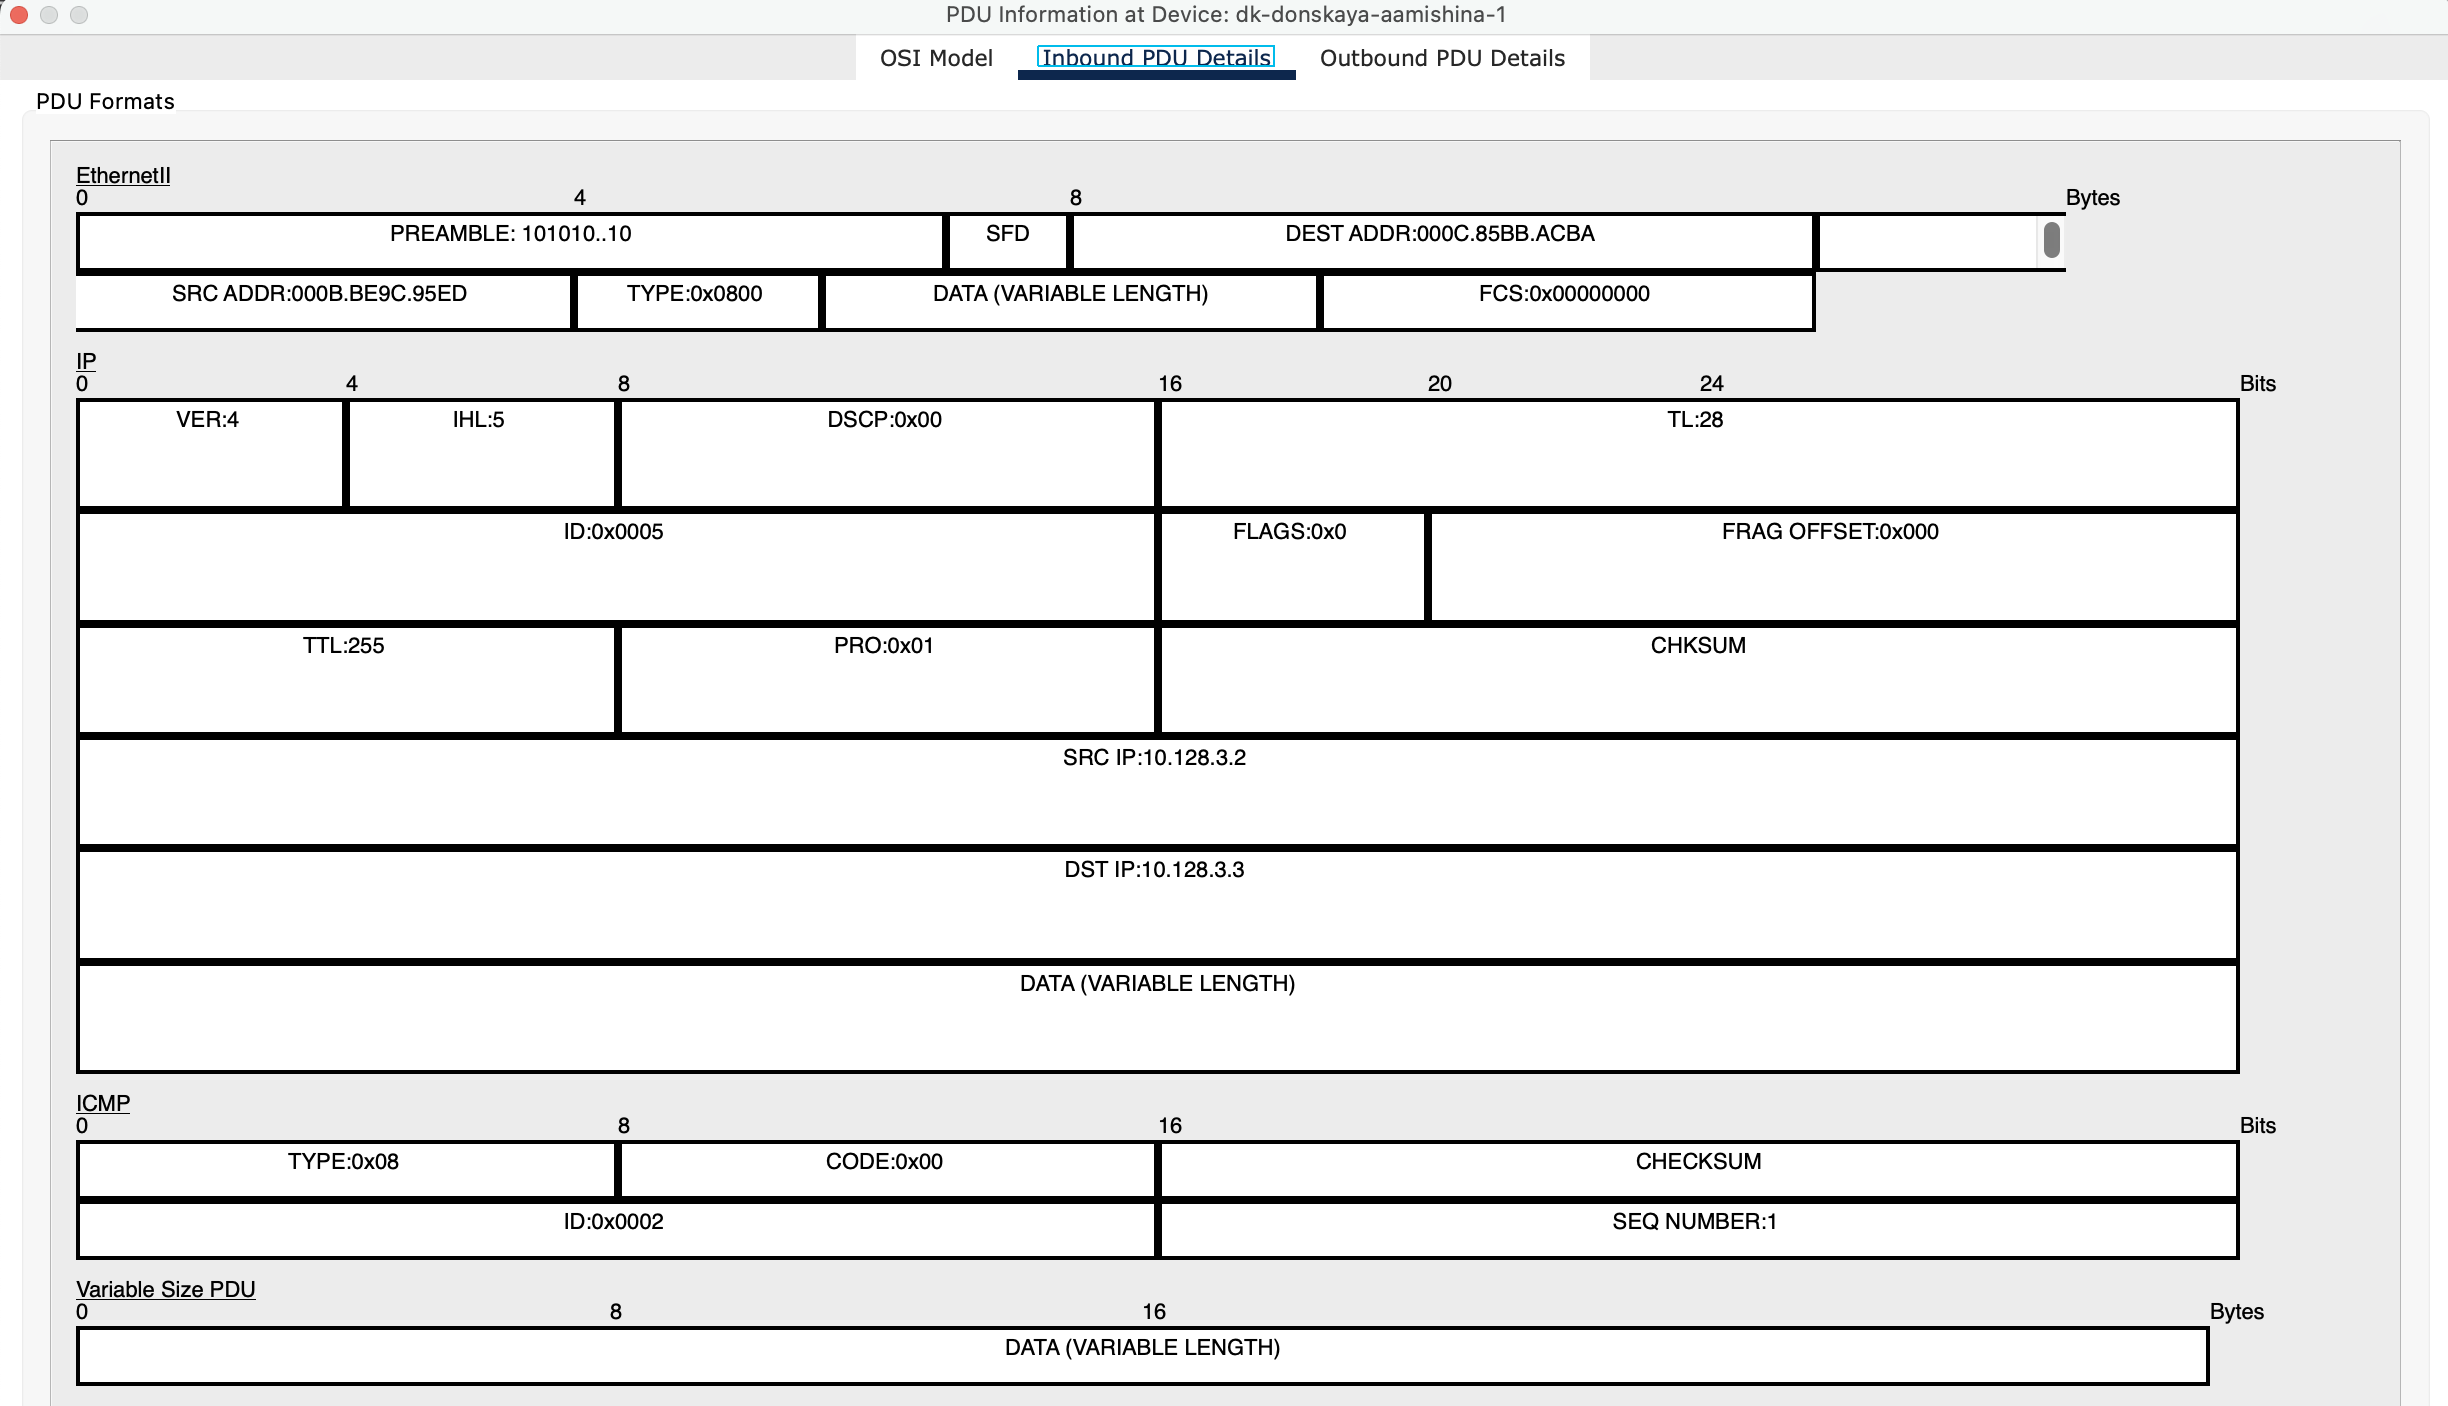 PDU Information at Device: dk-donskaya-aamishina-1
OSI Model Inbound PDU Details Outbound PDU Details
PDU Formats
EthernetII
0 4 8 Bytes
PREAMBLE: 101010..10 SFD DEST ADDR:000C.85BB.ACBA
SRC ADDR:000B.BE9C.95ED TYPE:0x0800 DATA (VARIABLE LENGTH) FCS:0x00000000
IP
0 4 8 16 20 24 Bits
VER:4 IHL:5 DSCP:0x00 TL:28
ID:0x0005 FLAGS:0x0 FRAG OFFSET:0x000
TTL:255 PRO:0x01 CHKSUM
SRC IP:10.128.3.2
DST IP:10.128.3.3
DATA (VARIABLE LENGTH)
ICMP
0 8 16 Bits
TYPE:0x08 CODE:0x00 CHECKSUM
ID:0x0002 SEQ NUMBER:1
Variable Size PDU
0 8 16 Bytes
DATA (VARIABLE LENGTH)